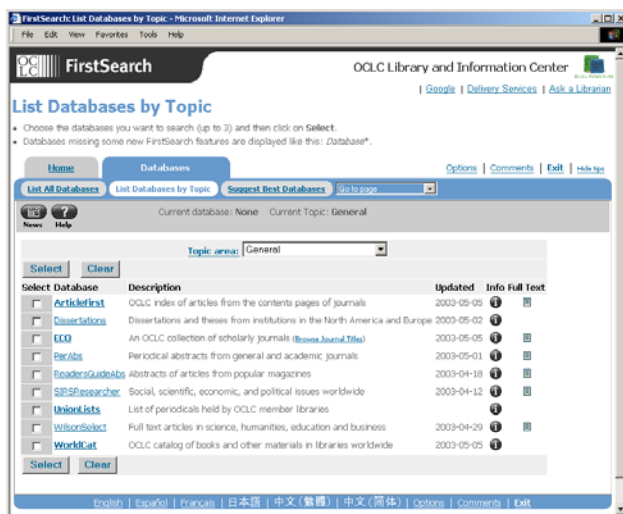 FirstSearch: List Databases by Topic - Microsoft Internet Explorer
File Edit View Favorites Tools Help
OCLC FirstSearch OCLC Library and Information Center
| Google | Delivery Services | Ask a Librarian
List Databases by Topic
• Choose the databases you want to search (up to 3) and then click on Select.
• Databases missing some new FirstSearch features are displayed like this: Database*.
Home Databases Options | Comments | Exit | Hide tips
List All Databases List Databases by Topic Suggest Best Databases Go to page
News Help Current database: None Current Topic: General
Topic area: General
Select Clear
Select Database Description Updated Info Full Text
ArticleFirst OCLC index of articles from the contents pages of journals 2003-05-05
Dissertations Dissertations and theses from institutions in the North America and Europe 2003-05-02
ECO An OCLC collection of scholarly journals (Browse Journal Titles) 2003-05-05
PerAbs Periodical abstracts from general and academic journals 2003-05-01
ReadersGuideAbs Abstracts of articles from popular magazines 2003-04-18
SIRSResearcher Social, scientific, economic, and political issues worldwide 2003-04-12
UnionLists List of periodicals held by OCLC member libraries
WilsonSelect Full text articles in science, humanities, education and business 2003-04-29
WorldCat OCLC catalog of books and other materials in libraries worldwide 2003-05-05
Select Clear
English | Español | Français | 日本語 | 中文(繁體) | 中文(简体) | Options | Comments | Exit